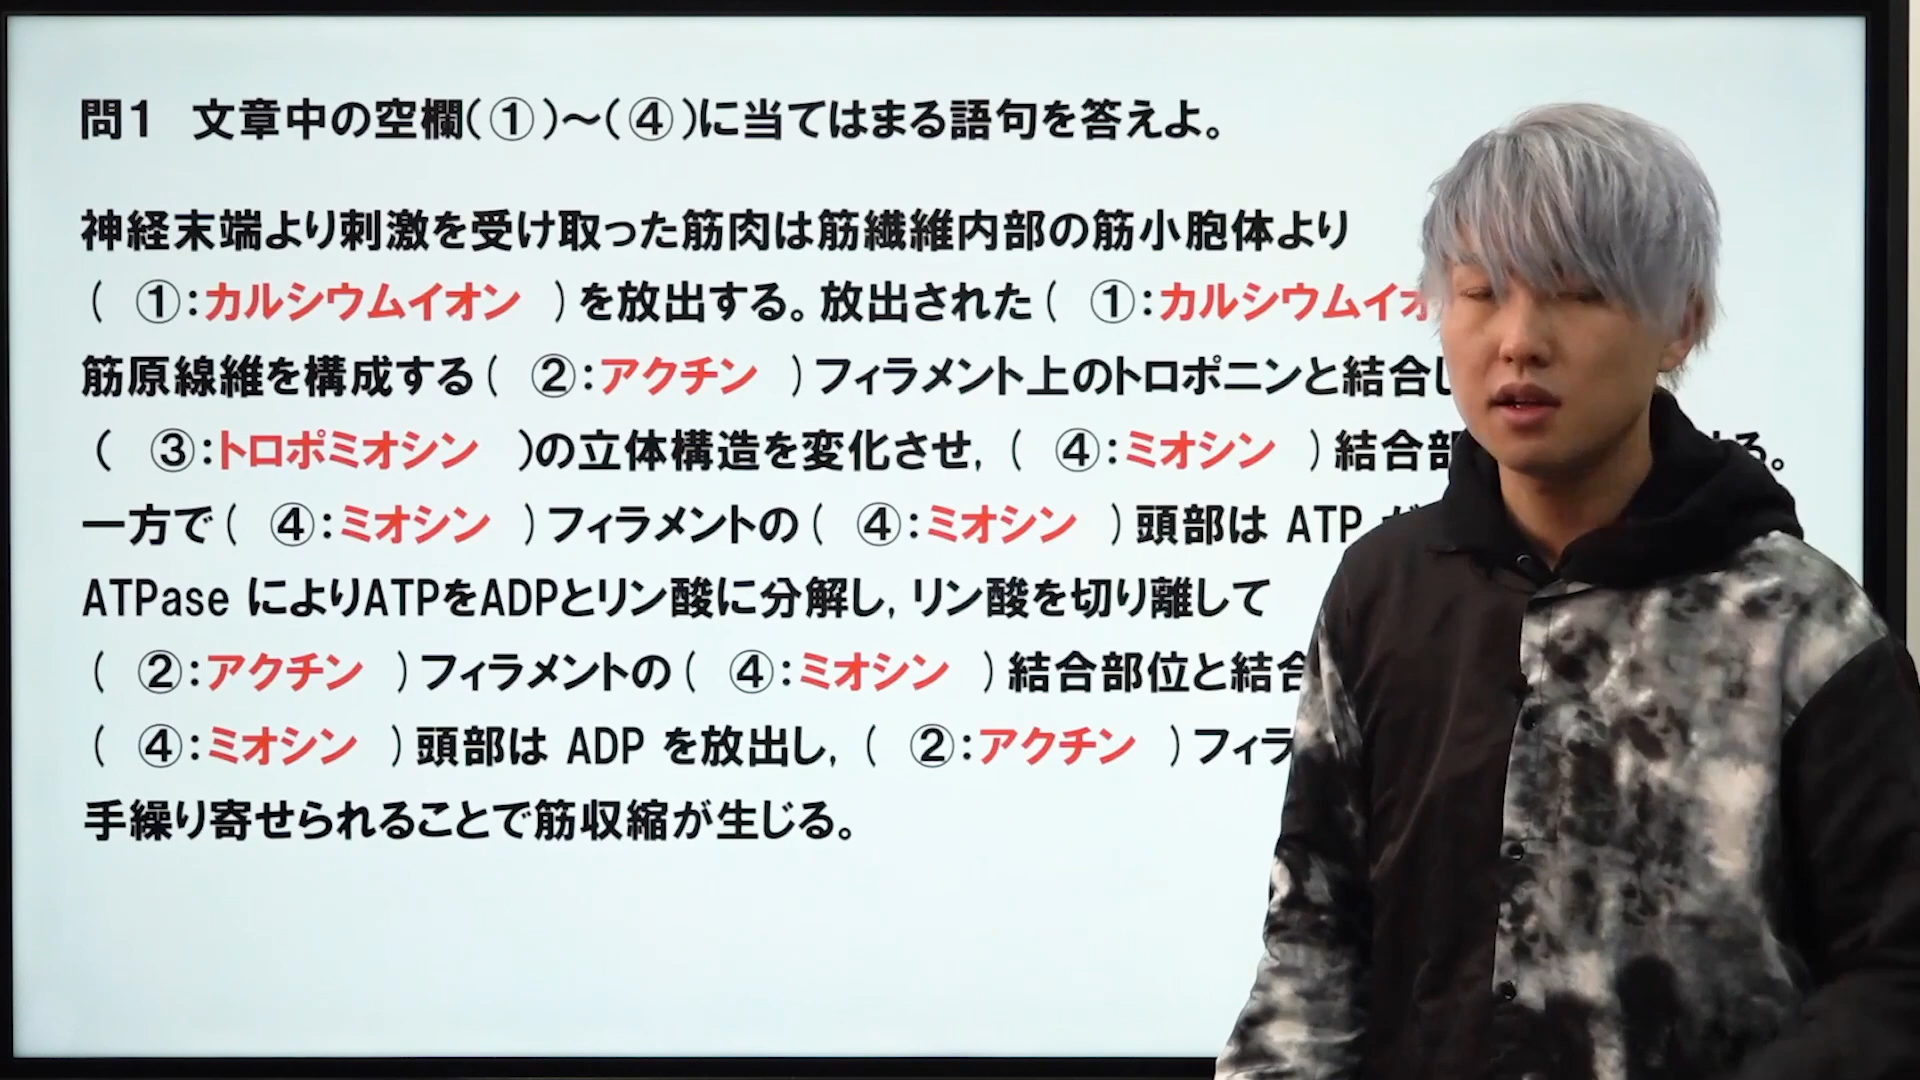 問1 文章中の空欄(①)～(④)に当てはまる語句を答えよ。
神経末端より刺激を受け取った筋肉は筋繊維内部の筋小胞体より
( ①:カルシウムイオン )を放出する。放出された( ①:カルシウムイオ
筋原線維を構成する( ②:アクチン )フィラメント上のトロポニンと結合し
( ③:トロポミオシン )の立体構造を変化させ,( ④:ミオシン )結合部 る。
一方で( ④:ミオシン )フィラメントの( ④:ミオシン )頭部は ATP が
ATPase によりATPをADPとリン酸に分解し,リン酸を切り離して
( ②:アクチン )フィラメントの( ④:ミオシン )結合部位と結合
( ④:ミオシン )頭部は ADP を放出し,( ②:アクチン )フィラ
手繰り寄せられることで筋収縮が生じる。